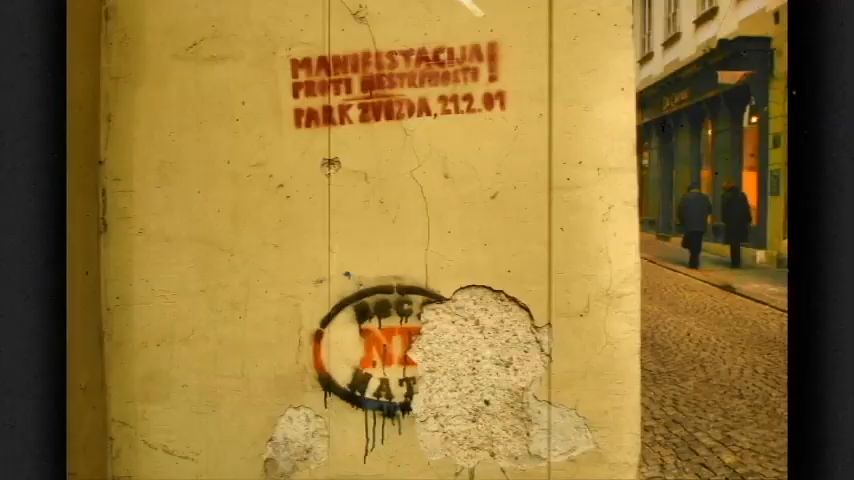 MANIFESTACIJA!
PROTI NESTRPNOSTI
PARK ZVEZDA, 21.2.01
NE